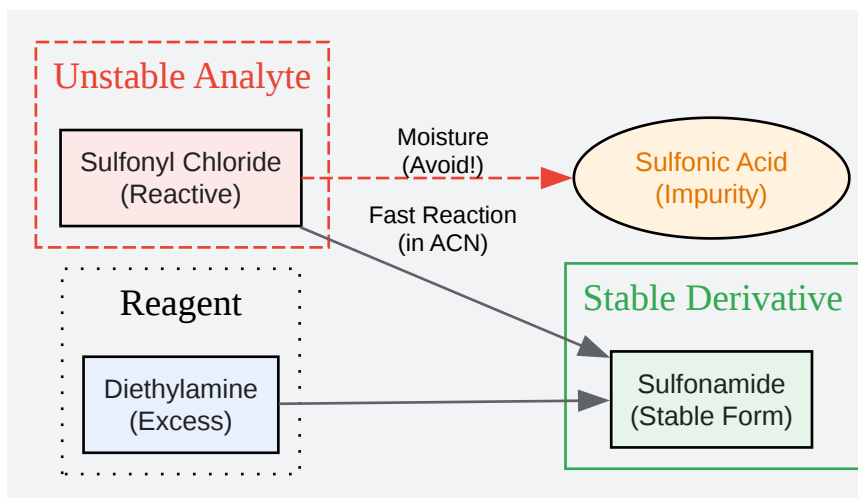 Unstable Analyte
Sulfonyl Chloride
(Reactive)
Moisture
(Avoid!)
Sulfonic Acid
(Impurity)
Fast Reaction
(in ACN)
Reagent
Diethylamine
(Excess)
Stable Derivative
Sulfonamide
(Stable Form)